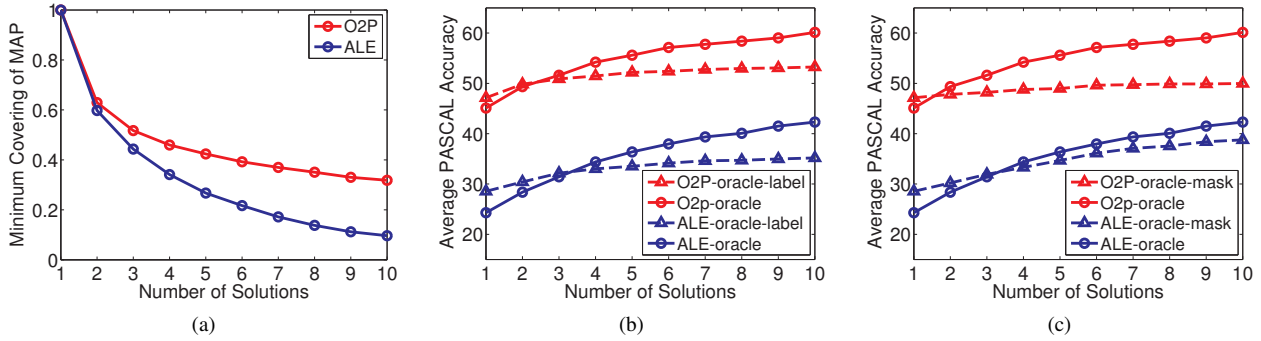 Minimum Covering of MAP
1
0.8
0.6
0.4
0.2
0
1 2 3 4 5 6 7 8 9 10
Number of Solutions
O2P
ALE
(a)
Average PASCAL Accuracy
60
50
40
30
20
1 2 3 4 5 6 7 8 9 10
Number of Solutions
O2P-oracle-label
O2p-oracle
ALE-oracle-label
ALE-oracle
(b)
Average PASCAL Accuracy
60
50
40
30
20
1 2 3 4 5 6 7 8 9 10
Number of Solutions
O2P-oracle-mask
O2p-oracle
ALE-oracle-mask
ALE-oracle
(c)